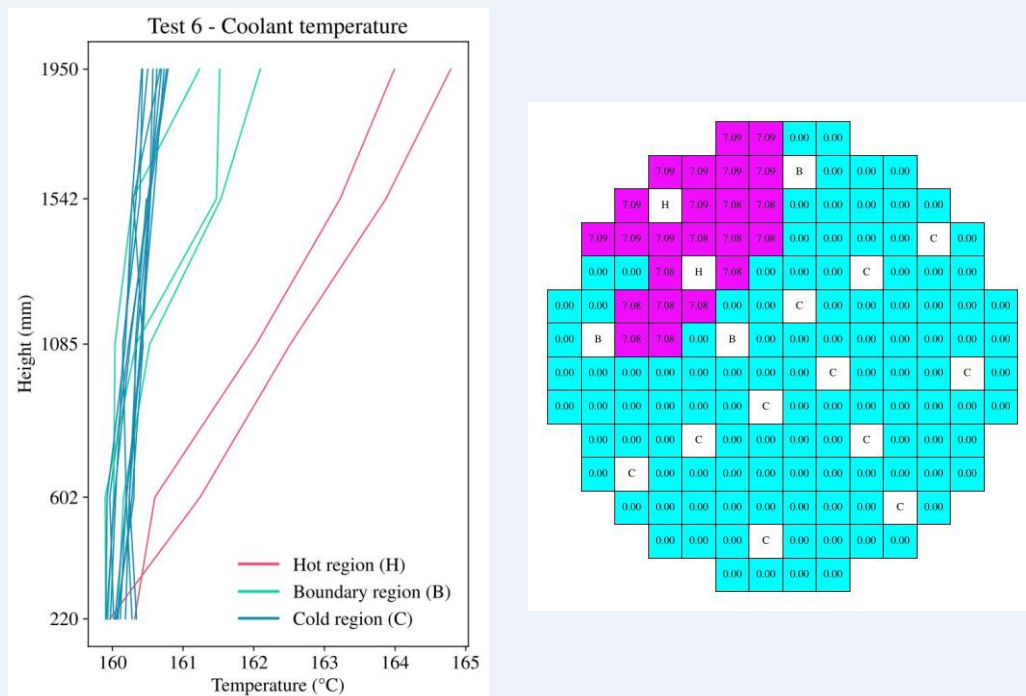 Test 6 - Coolant temperature
1950
1542
1085
602
220
Height (mm)
Hot region (H)
Boundary region (B)
Cold region (C)
160 161 162 163 164 165
Temperature (°C)
7.09 7.09 0.00 0.00
7.09 7.09 7.09 7.09 B 0.00 0.00 0.00
7.09 H 7.09 7.08 7.08 0.00 0.00 0.00 0.00 0.00
7.09 7.09 7.09 7.08 7.08 7.08 0.00 0.00 0.00 0.00 C 0.00
0.00 0.00 7.08 H 7.08 0.00 0.00 0.00 C 0.00 0.00 0.00
0.00 0.00 7.08 7.08 7.08 0.00 0.00 C 0.00 0.00 0.00 0.00 0.00 0.00
0.00 B 7.08 7.08 0.00 B 0.00 0.00 0.00 0.00 0.00 0.00 0.00 0.00
0.00 0.00 0.00 0.00 0.00 0.00 0.00 0.00 C 0.00 0.00 0.00 C 0.00
0.00 0.00 0.00 0.00 0.00 0.00 C 0.00 0.00 0.00 0.00 0.00 0.00 0.00
0.00 0.00 0.00 C 0.00 0.00 0.00 0.00 C 0.00 0.00 0.00
0.00 C 0.00 0.00 0.00 0.00 0.00 0.00 0.00 0.00 0.00 0.00
0.00 0.00 0.00 0.00 0.00 0.00 0.00 0.00 C 0.00
0.00 0.00 0.00 C 0.00 0.00 0.00 0.00
0.00 0.00 0.00 0.00